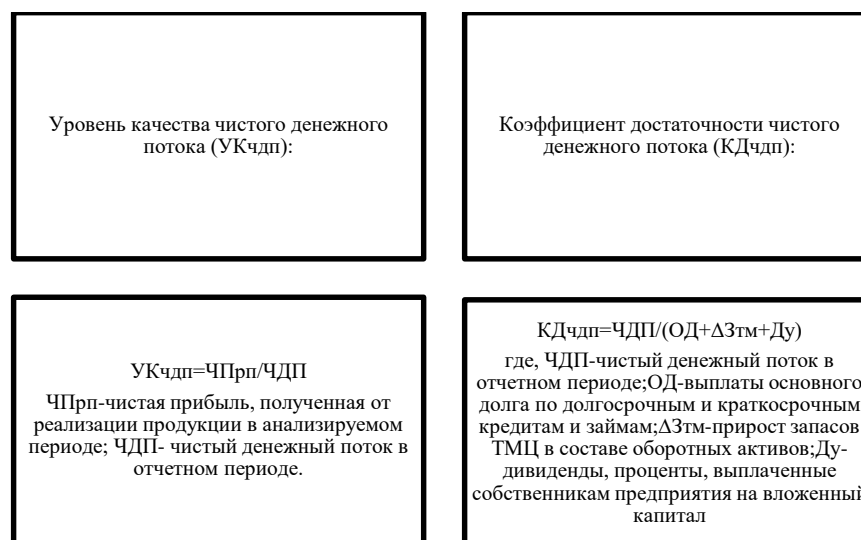 Уровень качества чистого денежного
потока (УКчдп):
Коэффициент достаточности чистого
денежного потока (КДчдп):
УКчдп=ЧПрп/ЧДП
ЧПрп-чистая прибыль, полученная от
реализации продукции в анализируемом
периоде; ЧДП- чистый денежный поток в
отчетном периоде.
КДчдп=ЧДП/(ОД+ΔЗтм+Ду)
где, ЧДП-чистый денежный поток в
отчетном периоде;ОД-выплаты основного
долга по долгосрочным и краткосрочным
кредитам и займам;ΔЗтм-прирост запасов
ТМЦ в составе оборотных активов;Ду-
дивиденды, проценты, выплаченные
собственникам предприятия на вложенный
капитал